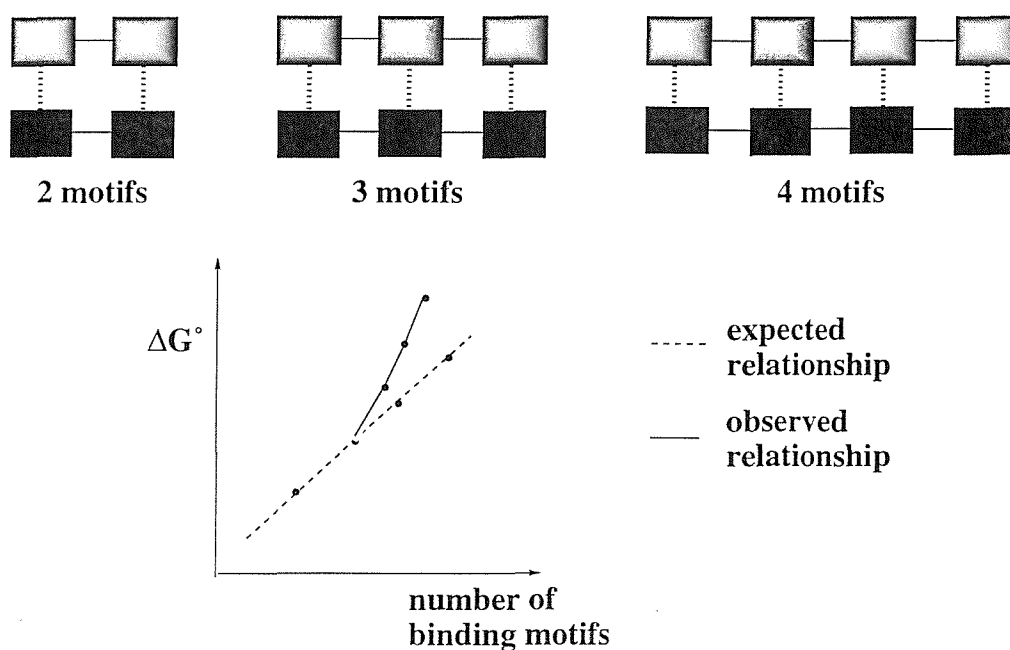 2 motifs
3 motifs
4 motifs
ΔG°
expected
relationship
observed
relationship
number of
binding motifs